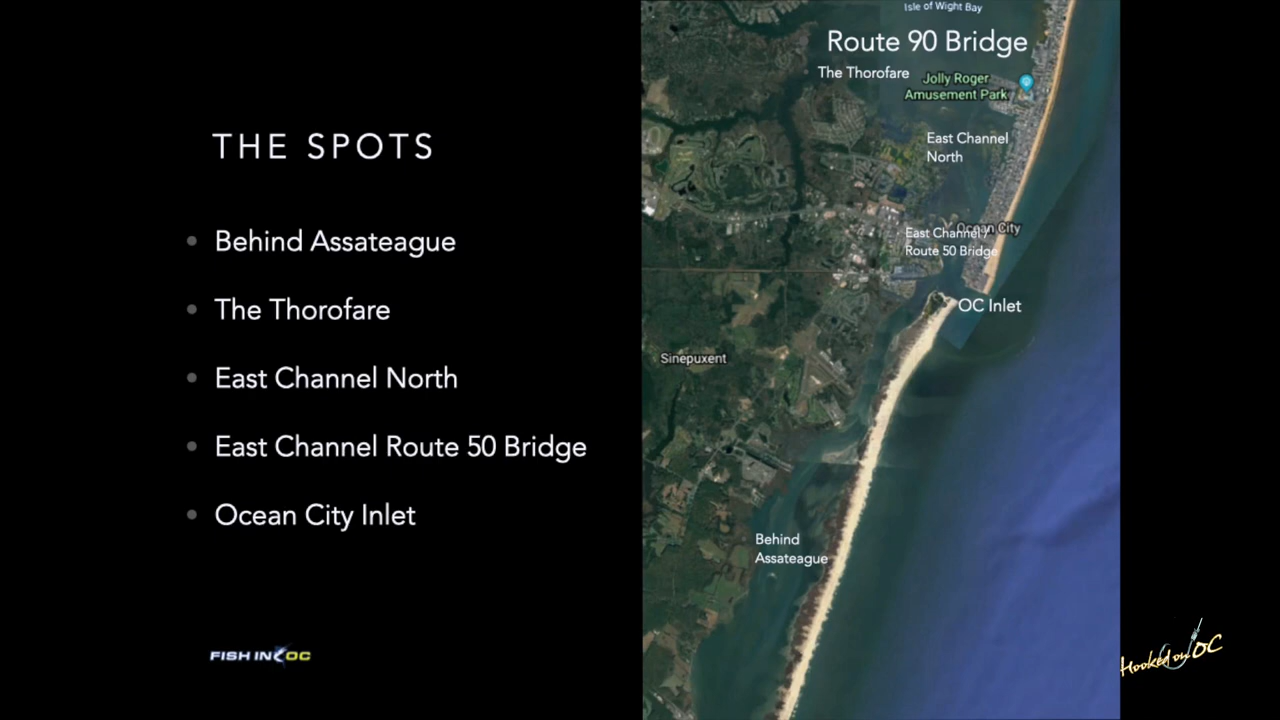 THE SPOTS
Behind Assateague
The Thorofare
East Channel North
East Channel Route 50 Bridge
Ocean City Inlet
FISH IN OC
Isle of Wight Bay
Route 90 Bridge
The Thorofare
Jolly Roger
Amusement Park
East Channel
North
Ocean City
East Channel /
Route 50 Bridge
OC Inlet
Sinepuxent
Behind
Assateague
Hooked on OC